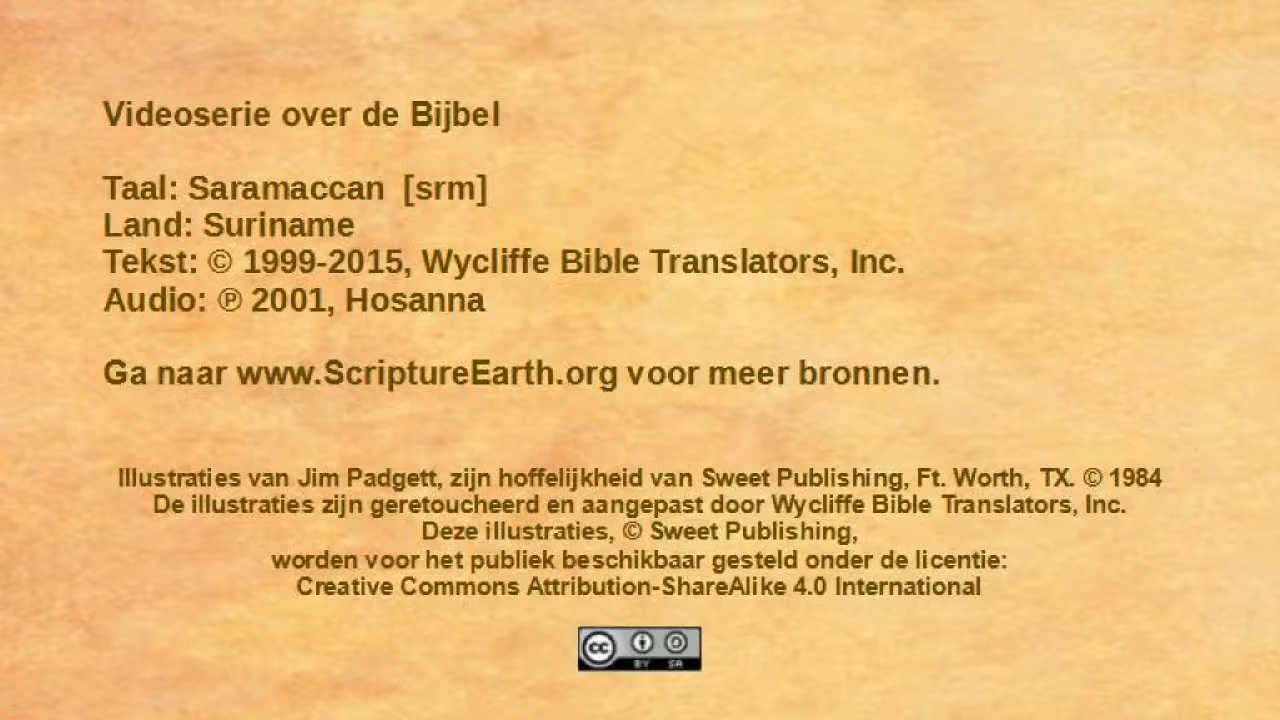 Videoserie over de Bijbel
Taal: Saramaccan [srm]
Land: Suriname
Tekst: © 1999-2015, Wycliffe Bible Translators, Inc.
Audio: ℗ 2001, Hosanna
Ga naar www.ScriptureEarth.org voor meer bronnen.
Illustraties van Jim Padgett, zijn hoffelijkheid van Sweet Publishing, Ft. Worth, TX. © 1984
De illustraties zijn geretoucheerd en aangepast door Wycliffe Bible Translators, Inc.
Deze illustraties, © Sweet Publishing,
worden voor het publiek beschikbaar gesteld onder de licentie:
Creative Commons Attribution-ShareAlike 4.0 International
cc BY SA